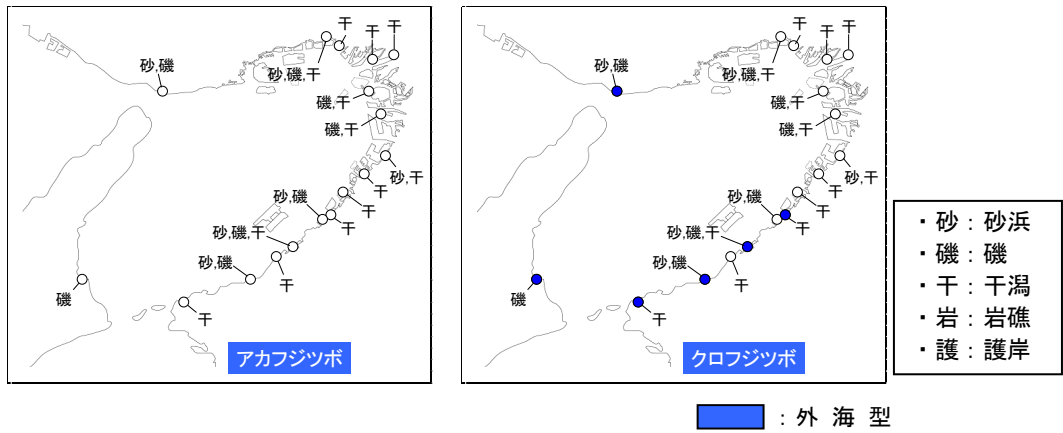 干
干
干
砂,磯
砂,磯,干
磯,干
磯,干
砂,干
干
干
砂,磯
干
砂,磯,干
砂,磯
干
磯
干
アカフジツボ
干
干
干
砂,磯
砂,磯,干
磯,干
磯,干
砂,干
干
干
砂,磯
干
砂,磯,干
砂,磯
干
磯
干
クロフジツボ
・砂：砂浜
・磯：磯
・干：干潟
・岩：岩礁
・護：護岸
：外 海 型